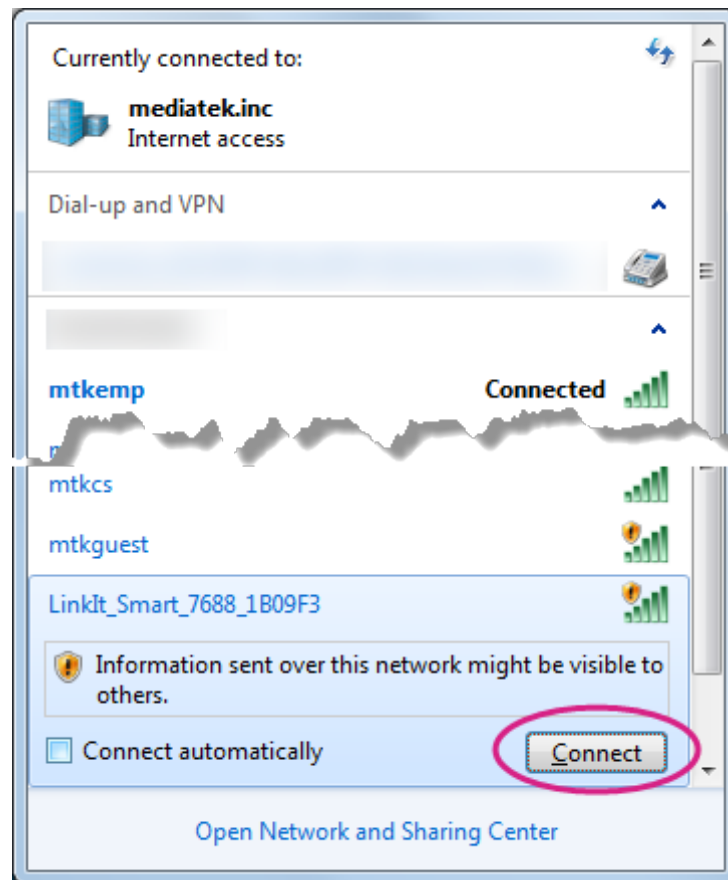 Currently connected to:
mediatek.inc
Internet access
Dial-up and VPN
mtkemp Connected
mtkcs
mtkguest
LinkIt_Smart_7688_1B09F3
Information sent over this network might be visible to
others.
Connect automatically Connect
Open Network and Sharing Center